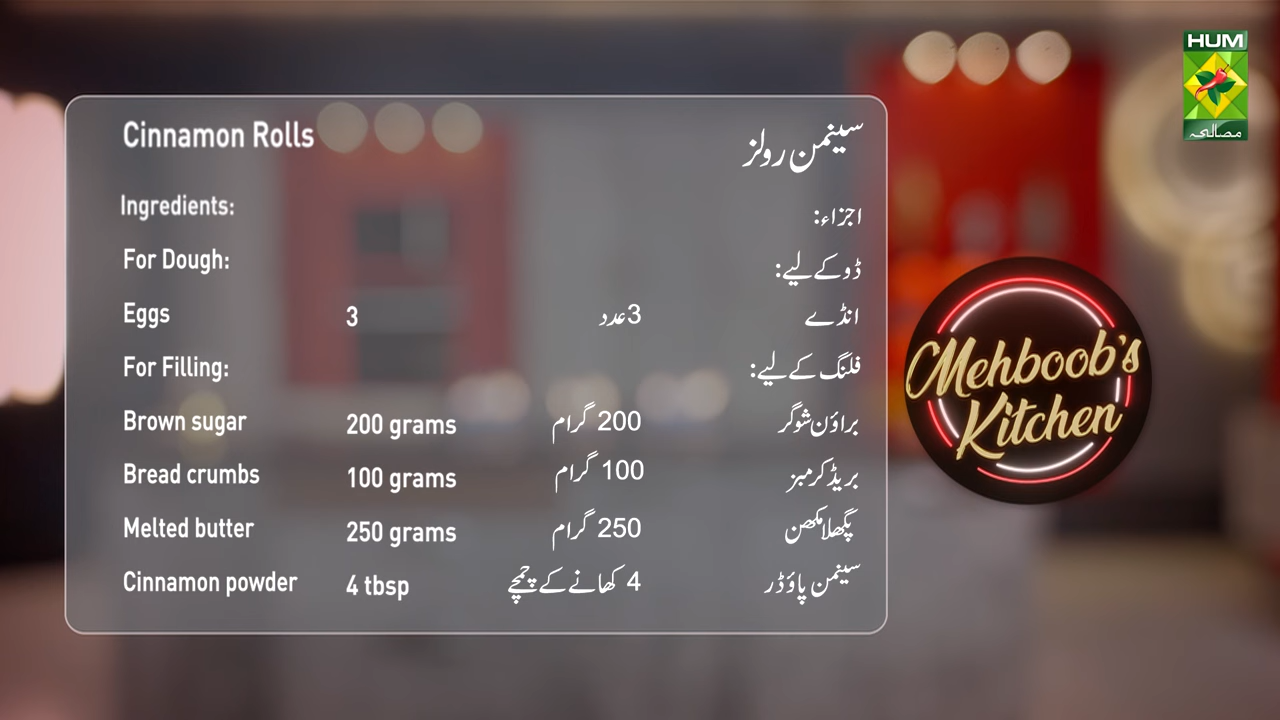 Cinnamon Rolls سینمن رولز
Ingredients: اجزاء:
For Dough: ڈو کے لیے:
Eggs 3 3 عدد انڈے
For Filling: فلنگ کے لیے:
Brown sugar 200 grams 200 گرام براؤن شوگر
Bread crumbs 100 grams 100 گرام بریڈ کرمبز
Melted butter 250 grams 250 گرام پگھلا مکھن
Cinnamon powder 4 tbsp 4 کھانے کے چمچے سینمن پاؤڈر
HUM
مصالحہ
Mehboob's
Kitchen